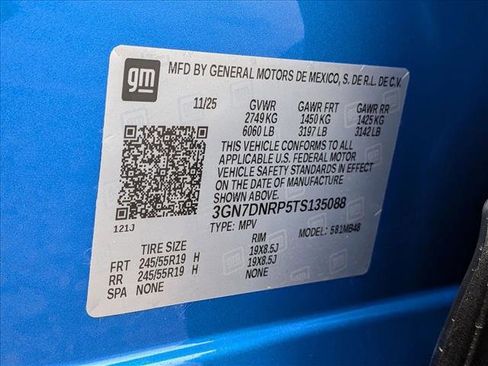 gm
MFD BY GENERAL MOTORS DE MEXICO, S. DE R.L. DE C.V.
11/25 GVWR GAWR FRT GAWR RR
2749 KG 1450 KG 1425 KG
6060 LB 3197 LB 3142 LB
THIS VEHICLE CONFORMS TO ALL
APPLICABLE U.S. FEDERAL MOTOR
VEHICLE SAFETY STANDARDS IN EFFECT
ON THE DATE OF MANUFACTURE SHOWN
ABOVE.
3GN7DNRP5TS135088
121J TYPE: MPV MODEL: 581MB48
TIRE SIZE RIM
FRT 245/55R19 H 19X8.5J
RR 245/55R19 H 19X8.5J
SPA NONE NONE